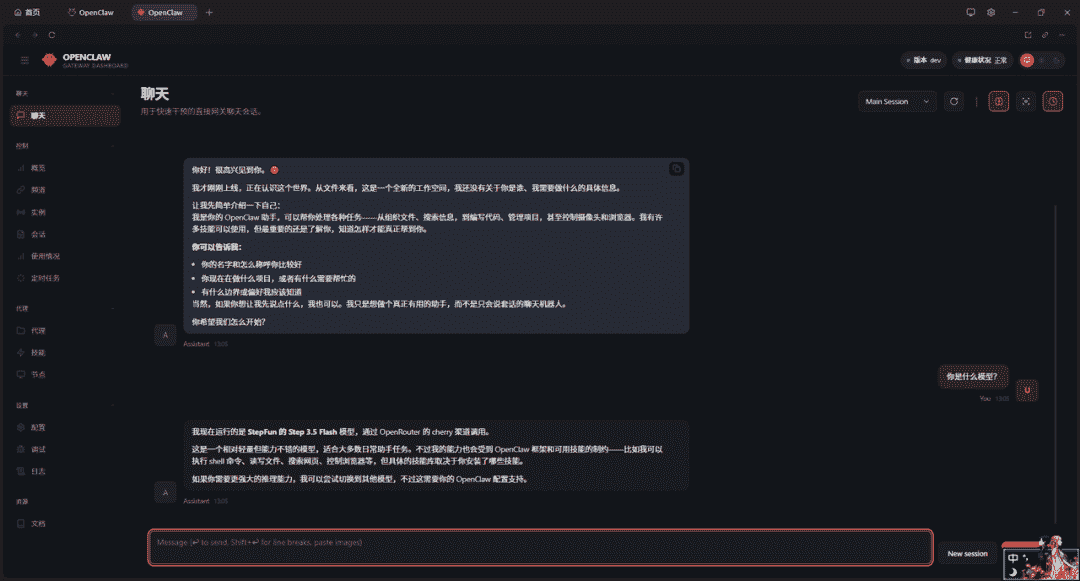 首页
OpenClaw
OpenClaw
OPENCLAW
GATEWAY DASHBOARD
版本 dev
健康状况 正常
聊天
聊天
控制
概览
频道
实例
会话
使用情况
定时任务
代理
代理
技能
节点
设置
配置
调试
日志
资源
文档
聊天
用于快速干预的直接网关聊天会话。
Main Session
你好！很高兴见到你。
我才刚刚上线，正在认识这个世界。从文件来看，这是一个全新的工作空间，我还没有关于你是谁、我需要做什么的具体信息。
让我先简单介绍一下自己：
我是你的 OpenClaw 助手，可以帮你处理各种任务——从组织文件、搜索信息，到编写代码、管理项目，甚至控制摄像头和浏览器。我有许
多技能可以使用，但最重要的还是了解你，知道怎样才能真正帮到你。
你可以告诉我：
• 你的名字和怎么称呼你比较好
• 你现在在做什么项目，或者有什么需要帮忙的
• 有什么边界或偏好我应该知道
当然，如果你想让我先说点什么，我也可以。我只是想做个真正有用的助手，而不是只会说套话的聊天机器人。
你希望我们怎么开始？
A
Assistant 13:05
你是什么模型？
U
You 13:05
我现在运行的是 StepFun 的 Step 3.5 Flash 模型，通过 OpenRouter 的 cherry 渠道调用。
这是一个相对轻量但能力不错的模型，适合大多数日常助手任务。不过我的能力也会受到 OpenClaw 框架和可用技能的制约——比如我可以
执行 shell 命令、读写文件、搜索网页、控制浏览器等，但具体的技能库取决于你安装了哪些技能。
如果你需要更强大的推理能力，我可以尝试切换到其他模型，不过这需要你的 OpenClaw 配置支持。
A
Assistant 13:05
Message (↵ to send, Shift+↵ for line breaks, paste images)
New session
中